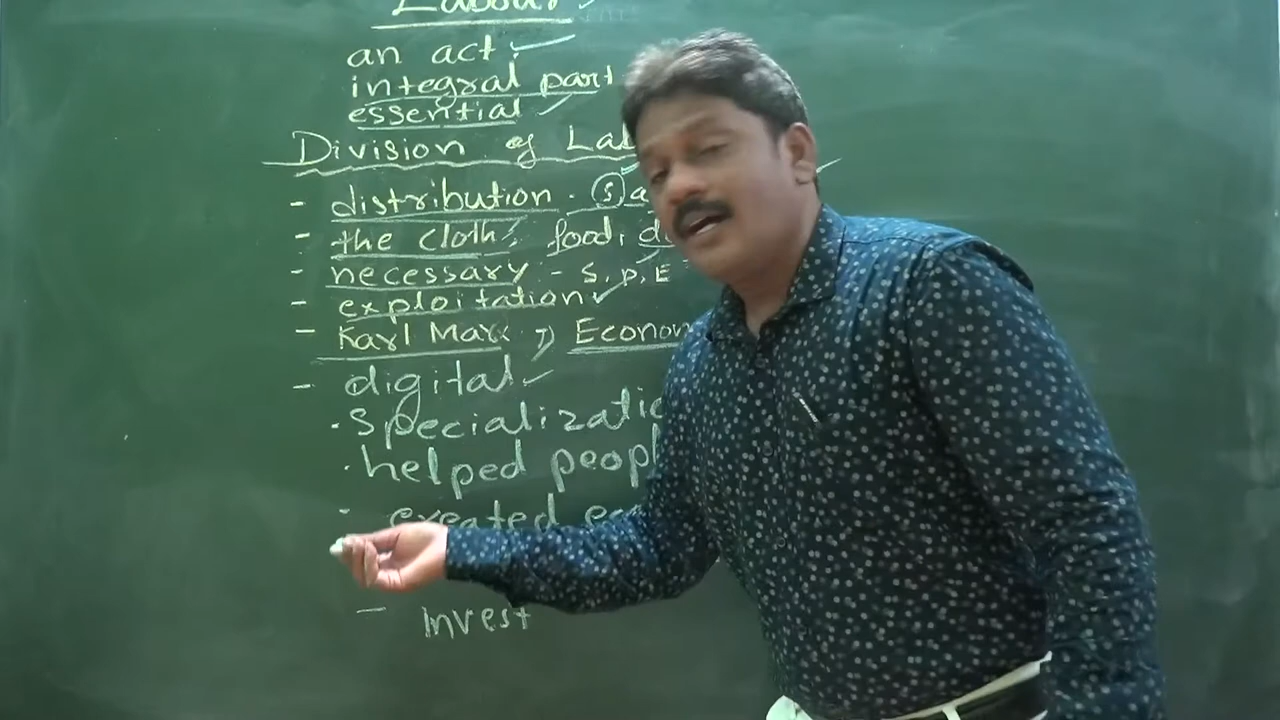 Labour
an act
integral part
essential
Division of Lab
- distribution. (S) a
- the cloth, food, d
- necessary - S, P, E
- exploitation
- Karl Marx → Econom
- digital
. Specializatio
. helped peopl
- created
- invest